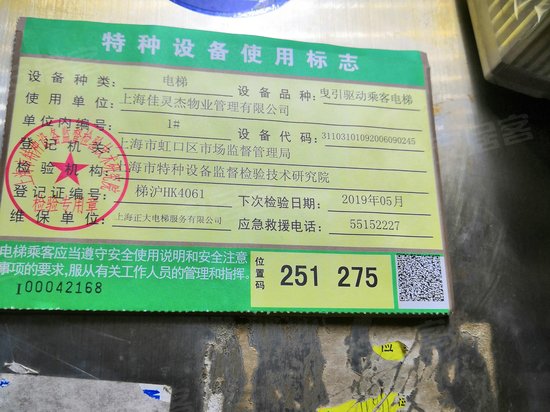 特种设备使用标志
设备种类: 电梯 设备品种: 曳引驱动乘客电梯
使用单位: 上海佳灵杰物业管理有限公司
单位内编号: 1# 设备代码: 31103101092006090245
登记机关: 上海市虹口区市场监督管理局
检验机构: 上海市特种设备监督检验技术研究院
登记证编号: 梯沪HK4061 下次检验日期: 2019年05月
维保单位: 上海正大电梯服务有限公司 应急救援电话: 55152227
检验专用章
电梯乘客应当遵守安全使用说明和安全注意
事项的要求,服从有关工作人员的管理和指挥。
位置码 251 275
I00042168